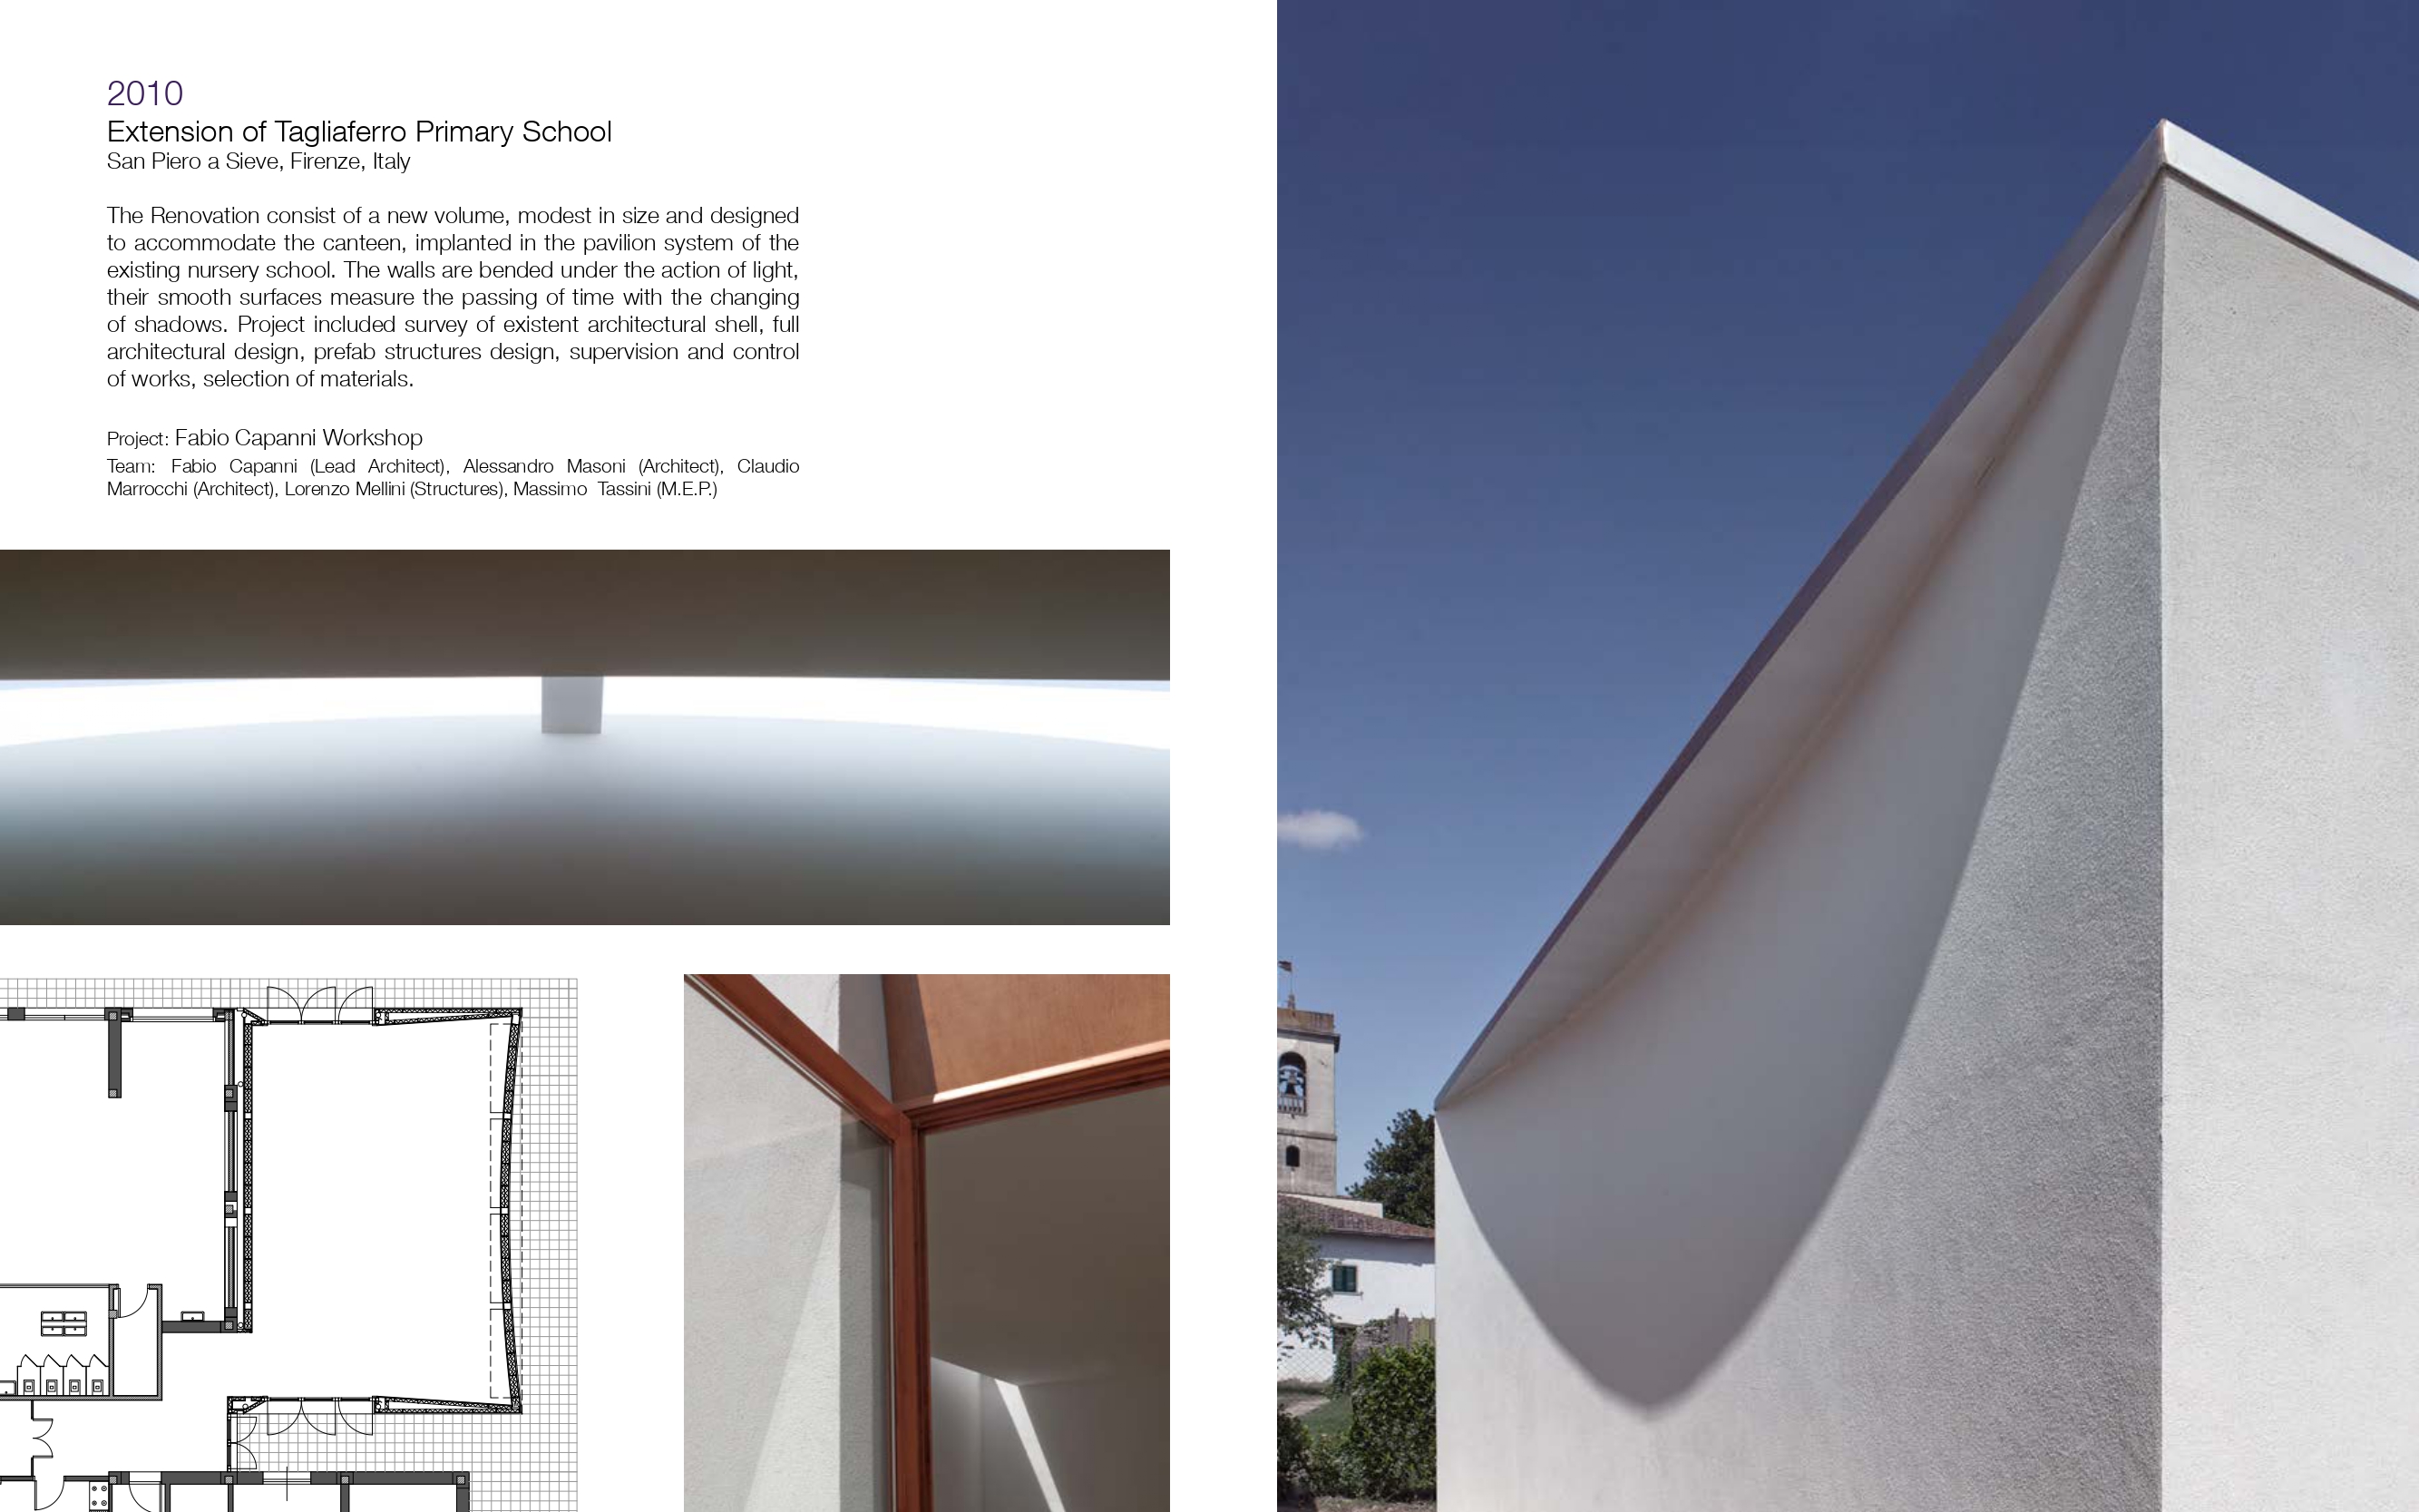 2010
Extension of Tagliaferro Primary School
San Piero a Sieve, Firenze, Italy
The Renovation consist of a new volume, modest in size and designed
to accommodate the canteen, implanted in the pavilion system of the
existing nursery school. The walls are bended under the action of light,
their smooth surfaces measure the passing of time with the changing
of shadows. Project included survey of existent architectural shell, full
architectural design, prefab structures design, supervision and control
of works, selection of materials.
Project: Fabio Capanni Workshop
Team: Fabio Capanni (Lead Architect), Alessandro Masoni (Architect), Claudio
Marrocchi (Architect), Lorenzo Mellini (Structures), Massimo Tassini (M.E.P.)